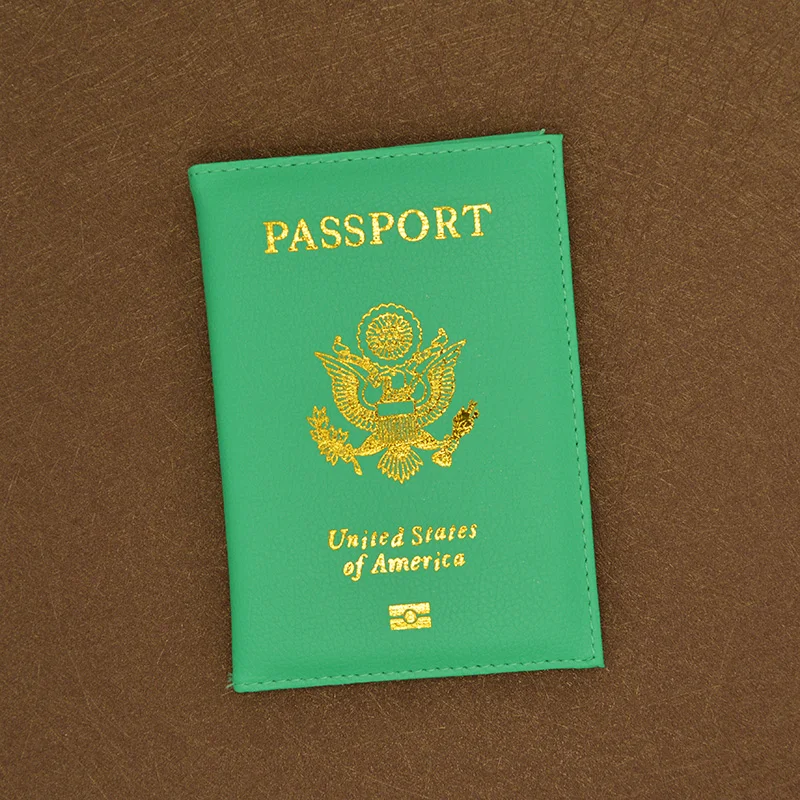 PASSPORT
United States
of America